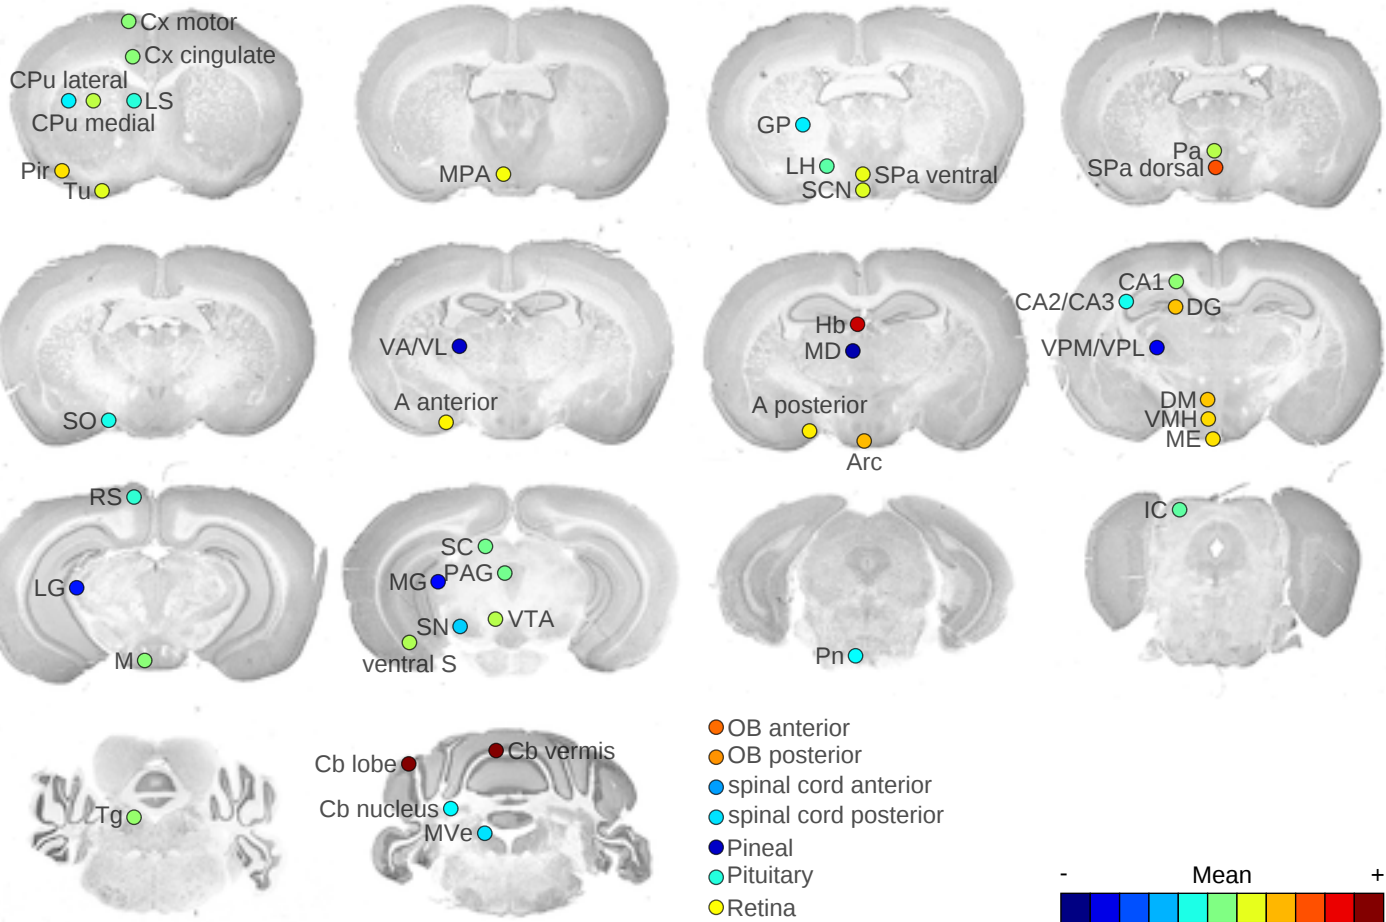 Cx motor
Cx cingulate
CPu lateral
LS
CPu medial
Pir
Tu
MPA
GP
LH
SPa ventral
SCN
Pa
SPa dorsal
SO
VA/VL
A anterior
Hb
MD
A posterior
Arc
CA1
CA2/CA3
DG
VPM/VPL
DM
VMH
ME
RS
LG
M
SC
PAG
MG
SN
VTA
ventral S
Pn
IC
Tg
Cb lobe
Cb vermis
Cb nucleus
MVe
OB anterior
OB posterior
spinal cord anterior
spinal cord posterior
Pineal
Pituitary
Retina
- Mean +